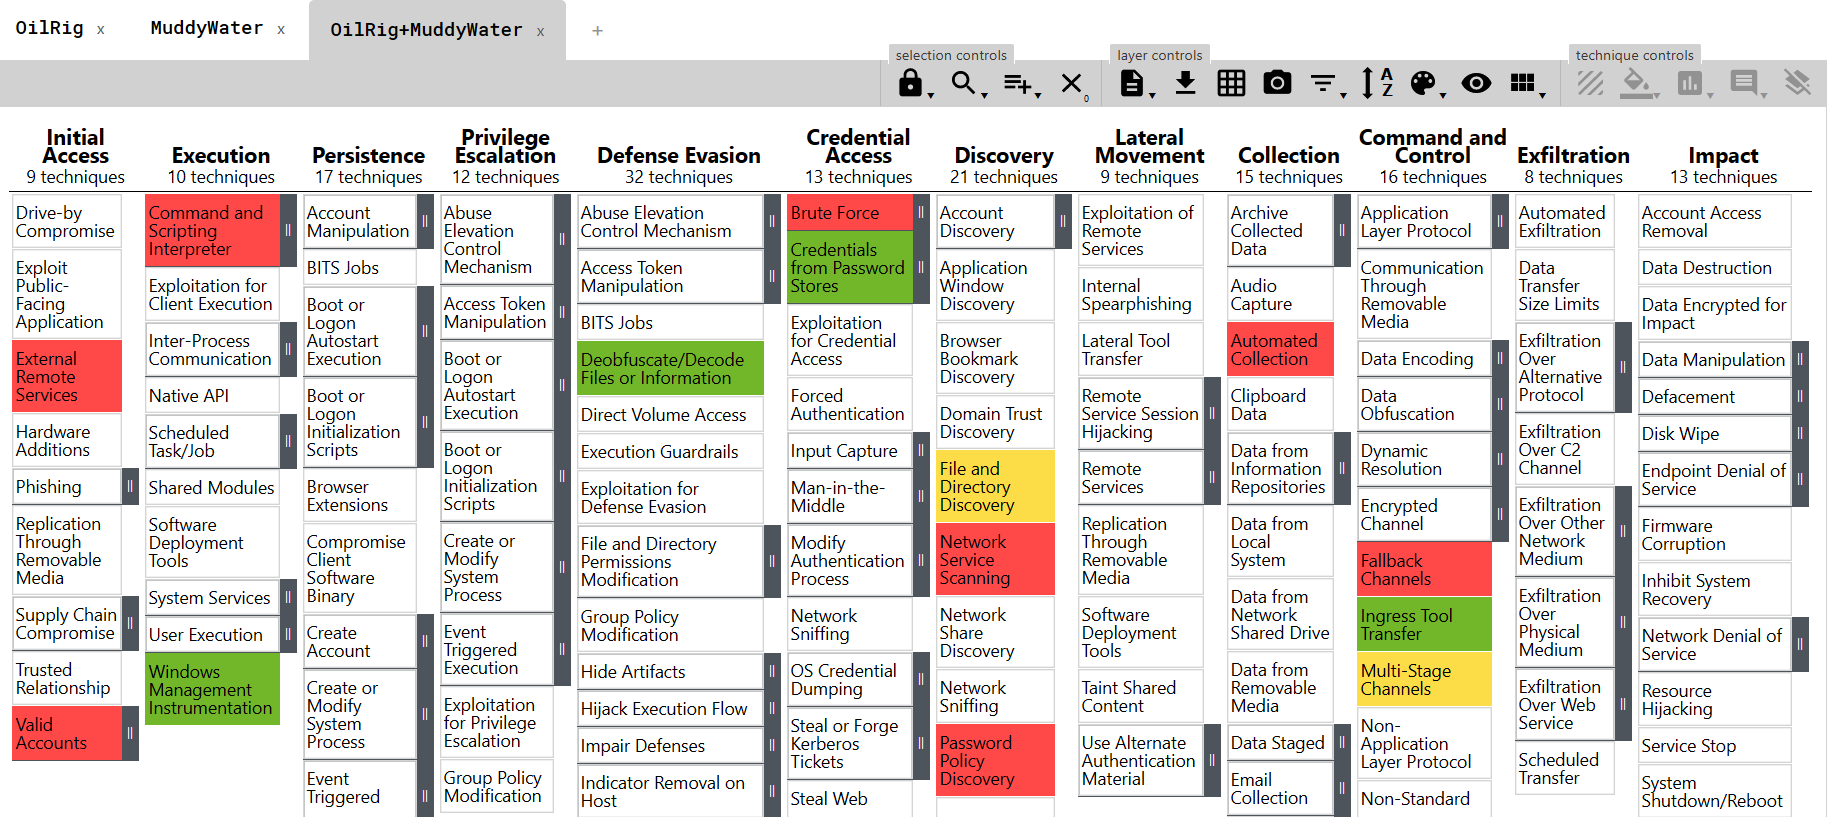 OilRig x
MuddyWater x
OilRig+MuddyWater x
+
selection controls
layer controls
technique controls
0
A
Z
Initial
Access
9 techniques
Drive-by
Compromise
Exploit
Public-
Facing
Application
External
Remote
Services
Hardware
Additions
Phishing
Replication
Through
Removable
Media
Supply Chain
Compromise
Trusted
Relationship
Valid
Accounts
Execution
10 techniques
Command and
Scripting
Interpreter
Exploitation for
Client Execution
Inter-Process
Communication
Native API
Scheduled
Task/Job
Shared Modules
Software
Deployment
Tools
System Services
User Execution
Windows
Management
Instrumentation
Persistence
17 techniques
Account
Manipulation
BITS Jobs
Boot or
Logon
Autostart
Execution
Boot or
Logon
Initialization
Scripts
Browser
Extensions
Compromise
Client
Software
Binary
Create
Account
Create or
Modify
System
Process
Event
Triggered
Privilege
Escalation
12 techniques
Abuse
Elevation
Control
Mechanism
Access Token
Manipulation
Boot or
Logon
Autostart
Execution
Boot or
Logon
Initialization
Scripts
Create or
Modify
System
Process
Event
Triggered
Execution
Exploitation
for Privilege
Escalation
Group Policy
Modification
Defense Evasion
32 techniques
Abuse Elevation
Control Mechanism
Access Token
Manipulation
BITS Jobs
Deobfuscate/Decode
Files or Information
Direct Volume Access
Execution Guardrails
Exploitation for
Defense Evasion
File and Directory
Permissions
Modification
Group Policy
Modification
Hide Artifacts
Hijack Execution Flow
Impair Defenses
Indicator Removal on
Host
Credential
Access
13 techniques
Brute Force
Credentials
from Password
Stores
Exploitation
for Credential
Access
Forced
Authentication
Input Capture
Man-in-the-
Middle
Modify
Authentication
Process
Network
Sniffing
OS Credential
Dumping
Steal or Forge
Kerberos
Tickets
Steal Web
Discovery
21 techniques
Account
Discovery
Application
Window
Discovery
Browser
Bookmark
Discovery
Domain Trust
Discovery
File and
Directory
Discovery
Network
Service
Scanning
Network
Share
Discovery
Network
Sniffing
Password
Policy
Discovery
Lateral
Movement
9 techniques
Exploitation of
Remote
Services
Internal
Spearphishing
Lateral Tool
Transfer
Remote
Service Session
Hijacking
Remote
Services
Replication
Through
Removable
Media
Software
Deployment
Tools
Taint Shared
Content
Use Alternate
Authentication
Material
Collection
15 techniques
Archive
Collected
Data
Audio
Capture
Automated
Collection
Clipboard
Data
Data from
Information
Repositories
Data from
Local
System
Data from
Network
Shared Drive
Data from
Removable
Media
Data Staged
Email
Collection
Command and
Control
16 techniques
Application
Layer Protocol
Communication
Through
Removable
Media
Data Encoding
Data
Obfuscation
Dynamic
Resolution
Encrypted
Channel
Fallback
Channels
Ingress Tool
Transfer
Multi-Stage
Channels
Non-
Application
Layer Protocol
Non-Standard
Exfiltration
8 techniques
Automated
Exfiltration
Data
Transfer
Size Limits
Exfiltration
Over
Alternative
Protocol
Exfiltration
Over C2
Channel
Exfiltration
Over Other
Network
Medium
Exfiltration
Over
Physical
Medium
Exfiltration
Over Web
Service
Scheduled
Transfer
Impact
13 techniques
Account Access
Removal
Data Destruction
Data Encrypted for
Impact
Data Manipulation
Defacement
Disk Wipe
Endpoint Denial of
Service
Firmware
Corruption
Inhibit System
Recovery
Network Denial of
Service
Resource
Hijacking
Service Stop
System
Shutdown/Reboot